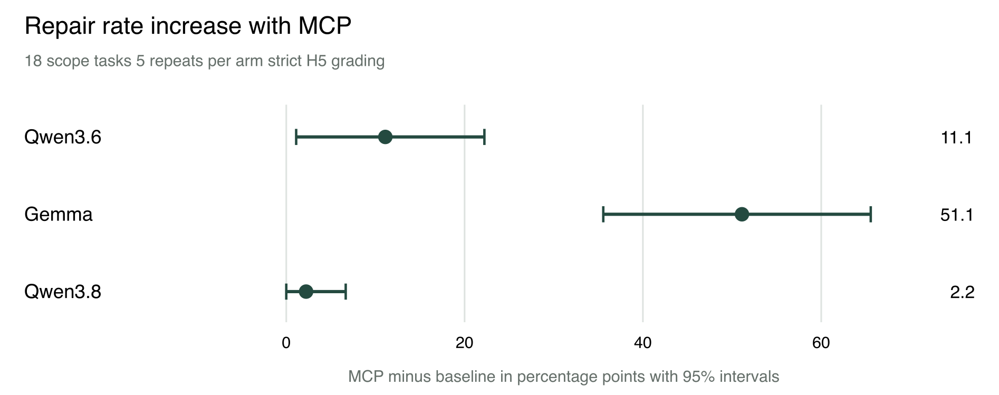 Repair rate increase with MCP
18 scope tasks 5 repeats per arm strict H5 grading
Qwen3.6 11.1
Gemma 51.1
Qwen3.8 2.2
0 20 40 60
MCP minus baseline in percentage points with 95% intervals